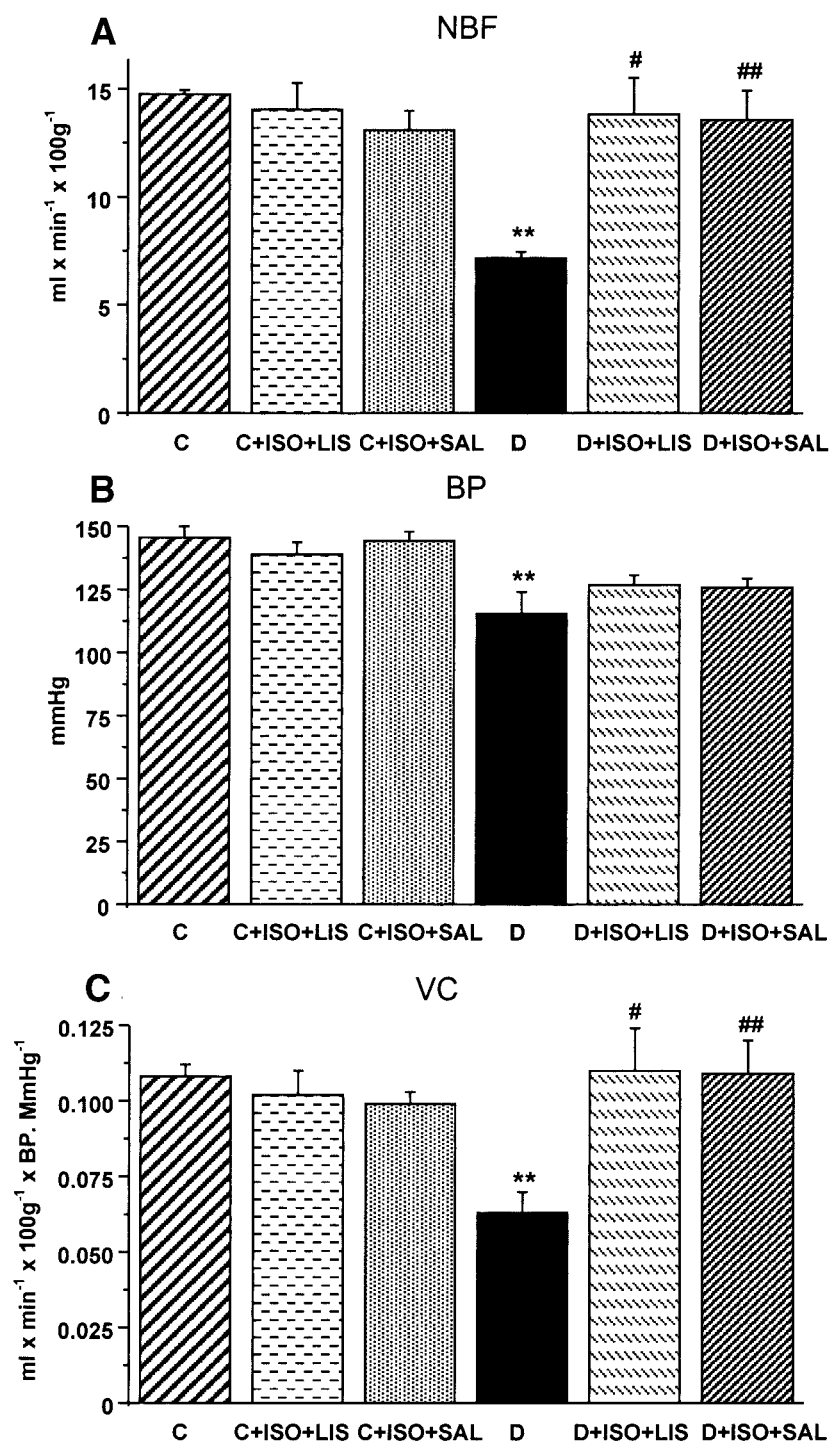 A NBF
# ##
15
10
**
5
0
ml x min⁻¹ x 100g⁻¹
C C+ISO+LIS C+ISO+SAL D D+ISO+LIS D+ISO+SAL
B BP
150
125
**
100
75
50
25
0
mmHg
C C+ISO+LIS C+ISO+SAL D D+ISO+LIS D+ISO+SAL
C VC
# ##
0.125
0.100
0.075
**
0.050
0.025
0
ml x min⁻¹ x 100g⁻¹ x BP. MmHg⁻¹
C C+ISO+LIS C+ISO+SAL D D+ISO+LIS D+ISO+SAL